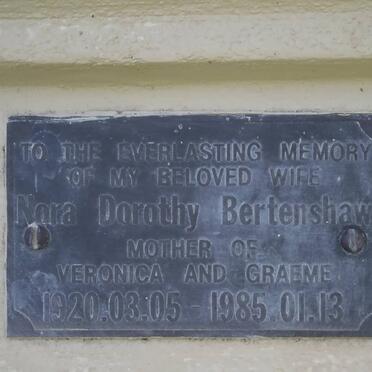 TO THE EVERLASTING MEMORY
OF MY BELOVED WIFE
Nora Dorothy Bertenshaw
MOTHER OF
VERONICA AND GRAEME
1920.03.05 - 1985.01.13